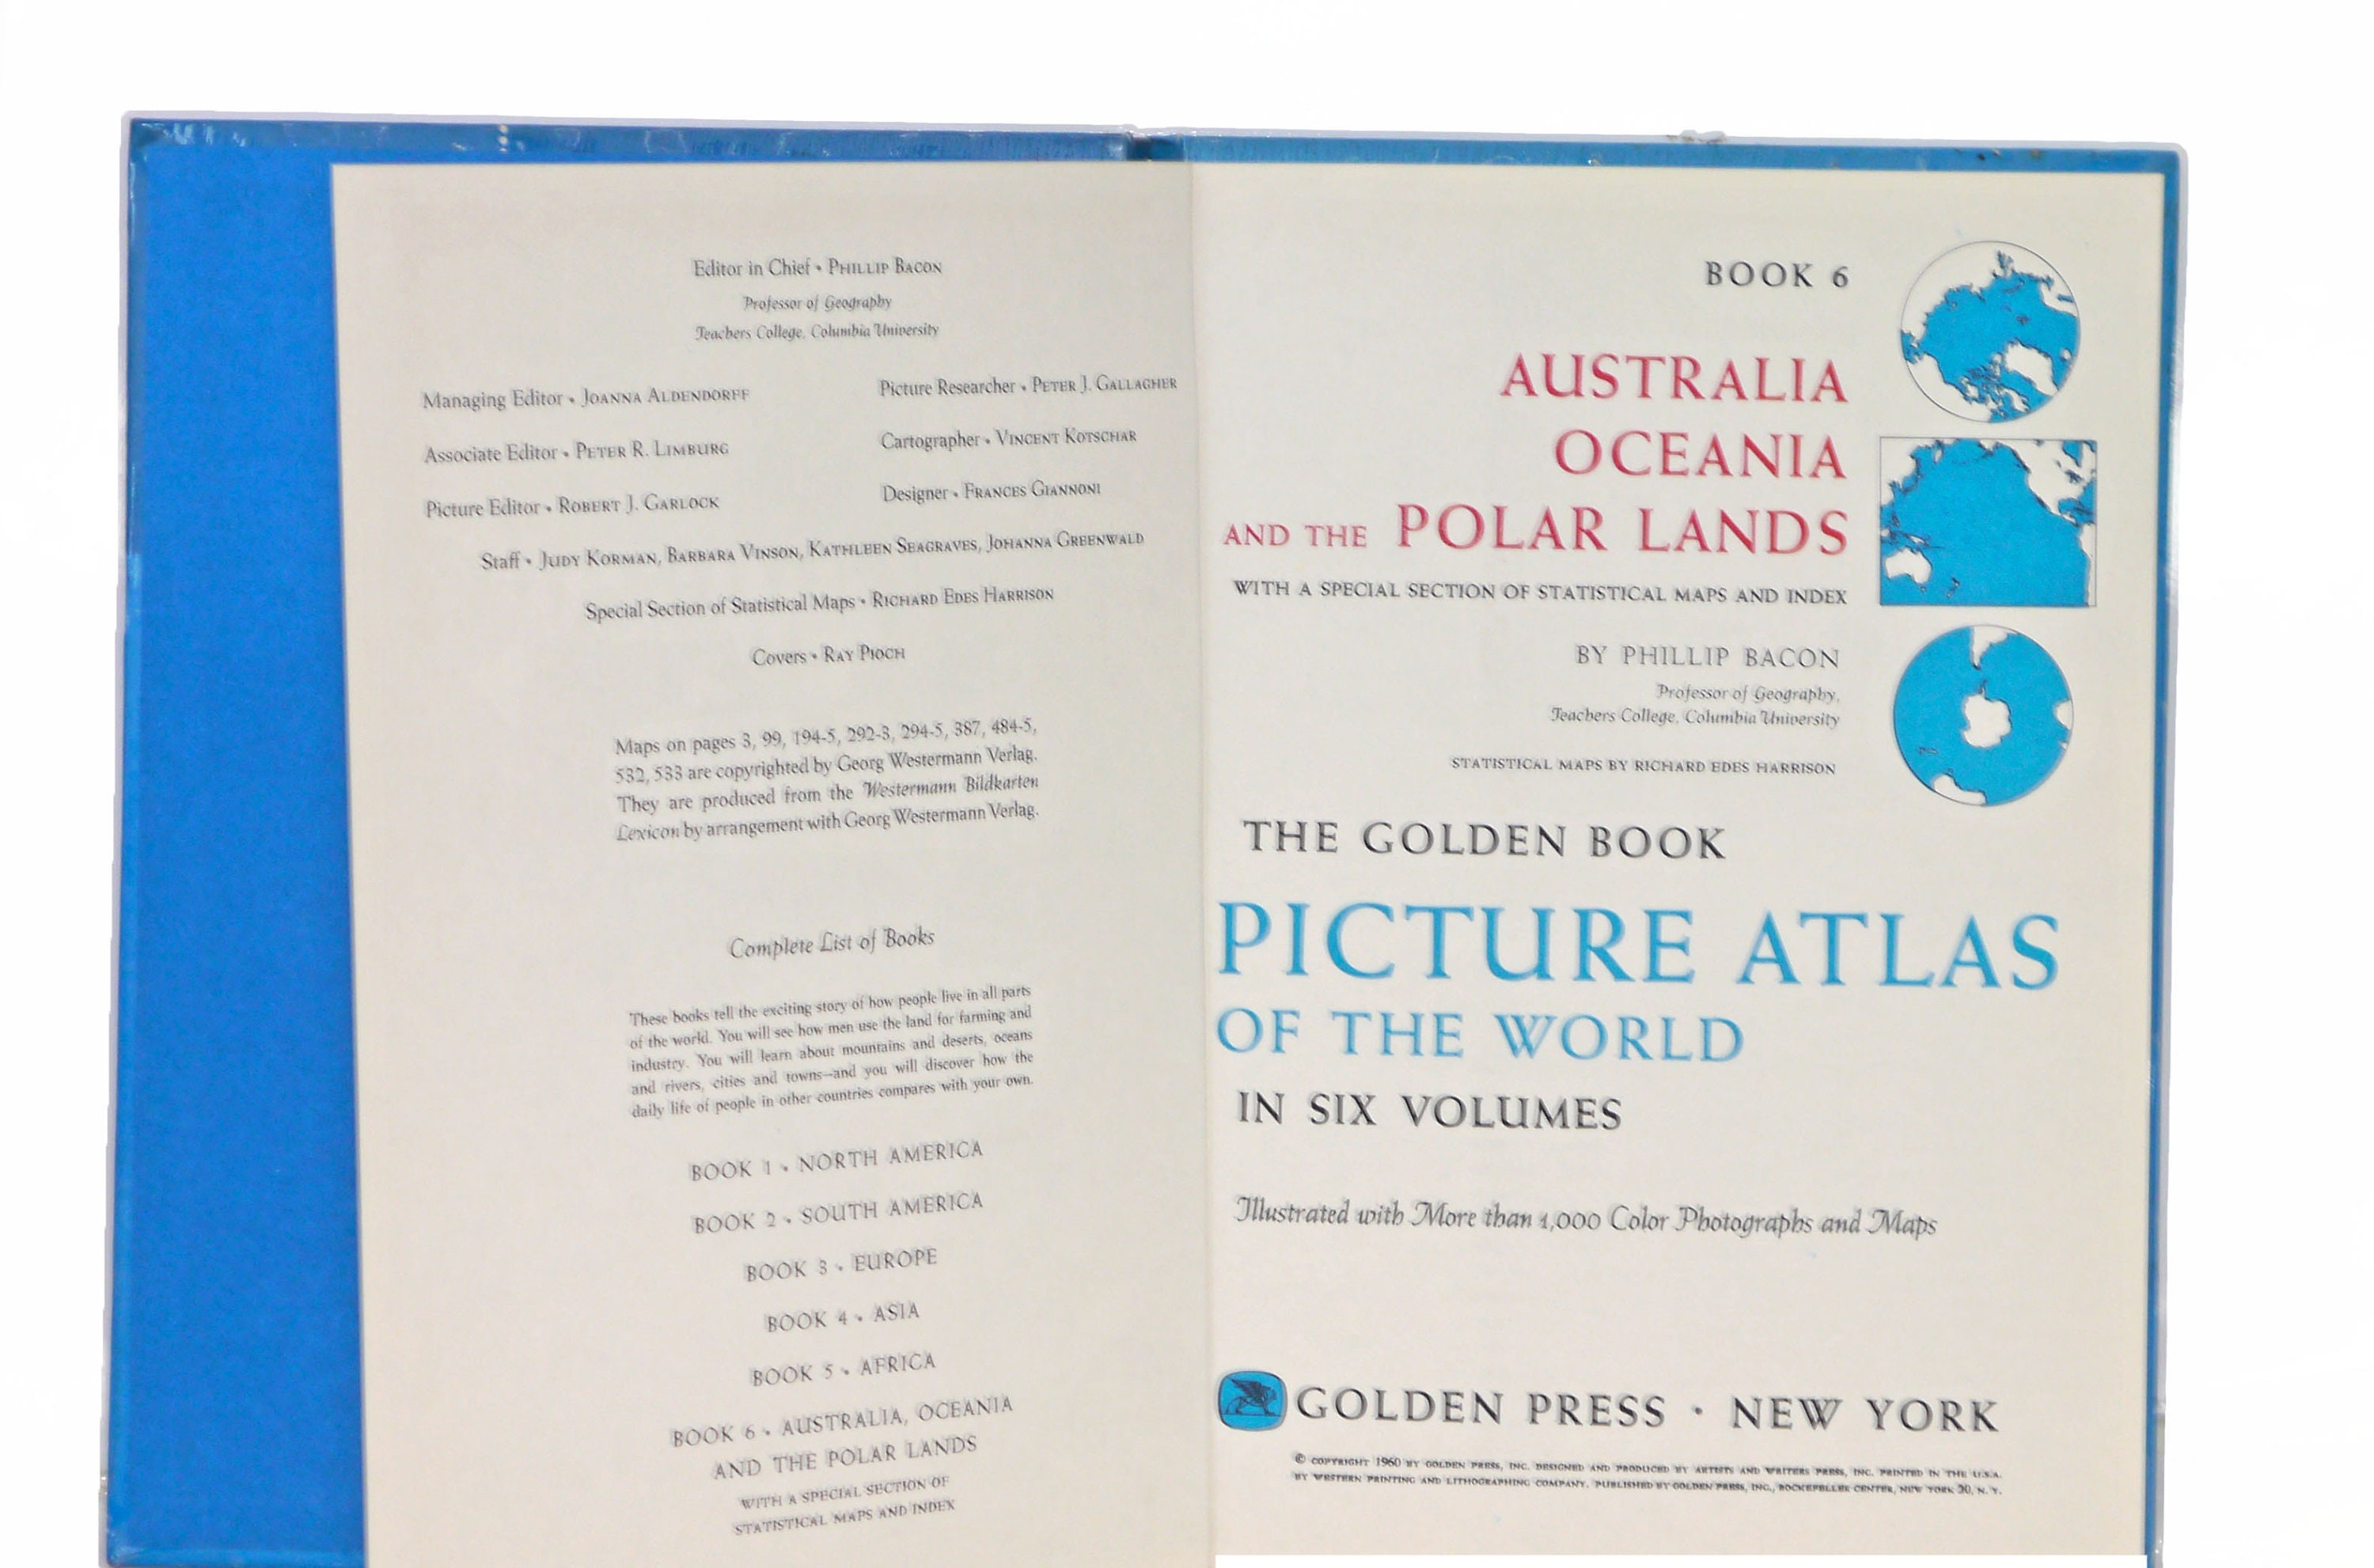 Editor in Chief • PHILLIP BACON
Professor of Geography
Teachers College, Columbia University
Managing Editor • JOANNA ALDENDORFF
Picture Researcher • PETER J. GALLAGHER
Associate Editor • PETER R. LIMBURG
Cartographer • VINCENT KOTSCHAR
Picture Editor • ROBERT J. GARLOCK
Designer • FRANCES GIANNONI
Staff • JUDY KORMAN, BARBARA VINSON, KATHLEEN SEAGRAVES, JOHANNA GREENWALD
Special Section of Statistical Maps • RICHARD EDES HARRISON
Covers • RAY PIOCH
Maps on pages 3, 99, 194-5, 292-3, 294-5, 387, 484-5,
532, 533 are copyrighted by Georg Westermann Verlag.
They are produced from the Westermann Bildkarten
Lexicon by arrangement with Georg Westermann Verlag.
Complete List of Books
These books tell the exciting story of how people live in all parts
of the world. You will see how men use the land for farming and
industry. You will learn about mountains and deserts, oceans
and rivers, cities and towns—and you will discover how the
daily life of people in other countries compares with your own.
BOOK 1 • NORTH AMERICA
BOOK 2 • SOUTH AMERICA
BOOK 3 • EUROPE
BOOK 4 • ASIA
BOOK 5 • AFRICA
BOOK 6 • AUSTRALIA, OCEANIA
AND THE POLAR LANDS
WITH A SPECIAL SECTION OF
STATISTICAL MAPS AND INDEX
BOOK 6
AUSTRALIA
OCEANIA
AND THE POLAR LANDS
WITH A SPECIAL SECTION OF STATISTICAL MAPS AND INDEX
BY PHILLIP BACON
Professor of Geography,
Teachers College, Columbia University
STATISTICAL MAPS BY RICHARD EDES HARRISON
THE GOLDEN BOOK
PICTURE ATLAS
OF THE WORLD
IN SIX VOLUMES
Illustrated with More than 1,000 Color Photographs and Maps
GOLDEN PRESS • NEW YORK
© COPYRIGHT 1960 BY GOLDEN PRESS, INC. DESIGNED AND PRODUCED BY ARTISTS AND WRITERS PRESS, INC. PRINTED IN THE U.S.A.
BY WESTERN PRINTING AND LITHOGRAPHING COMPANY. PUBLISHED BY GOLDEN PRESS, INC., ROCKEFELLER CENTER, NEW YORK 20, N. Y.